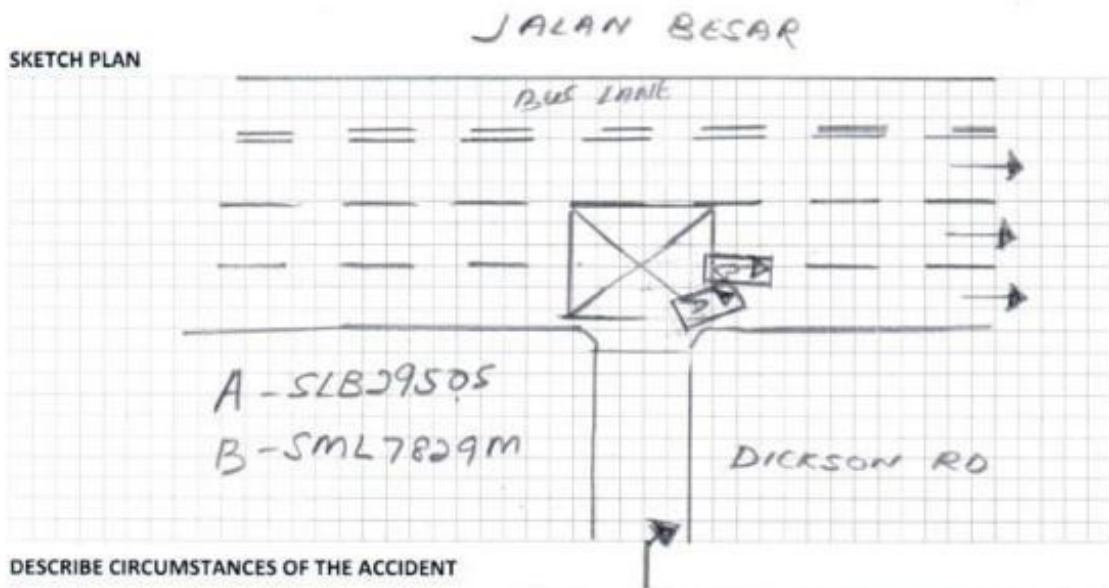 JALAN BESAR
SKETCH PLAN
BUS LANE
A - SLB2950S
B - SML7829M
DICKSON RD
DESCRIBE CIRCUMSTANCES OF THE ACCIDENT